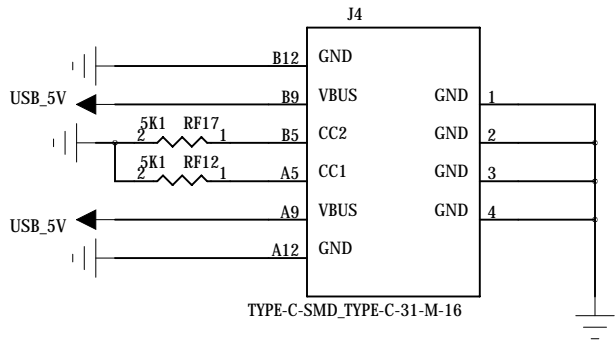 J4
B12 GND
USB_5V B9 VBUS GND 1
5K1 RF17
2 1 B5 CC2 GND 2
5K1 RF12
2 1 A5 CC1 GND 3
USB_5V A9 VBUS GND 4
A12 GND
TYPE-C-SMD_TYPE-C-31-M-16